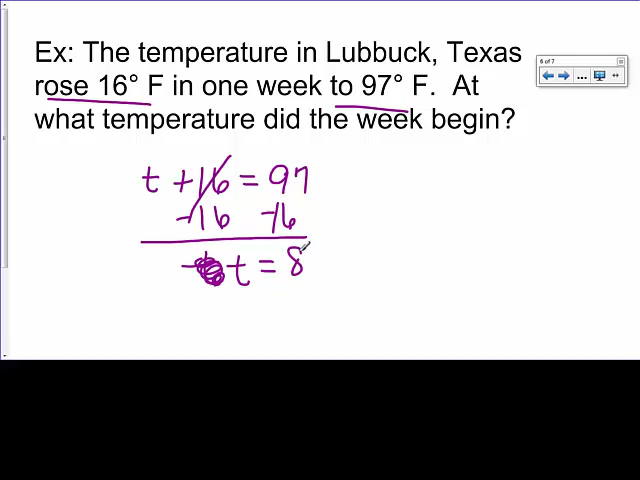 Ex: The temperature in Lubbuck, Texas
rose 16° F in one week to 97° F. At
what temperature did the week begin?
6 of 7
t + 16 = 97
-16 -16
t = 8